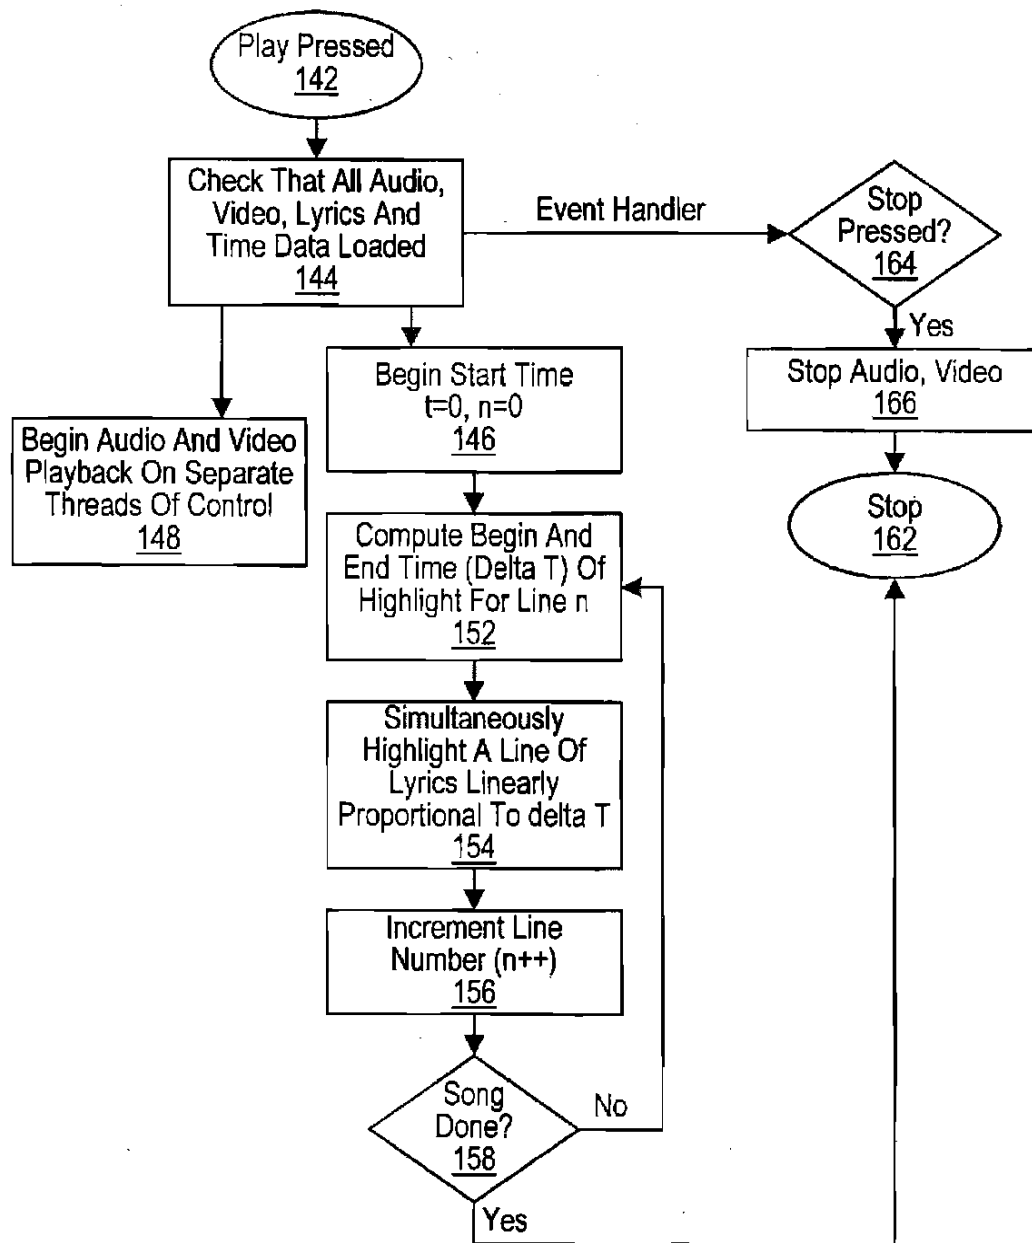 Play Pressed
142
Check That All Audio,
Video, Lyrics And
Time Data Loaded
144
Event Handler
Stop
Pressed?
164
Yes
Stop Audio, Video
166
Stop
162
Begin Start Time
t=0, n=0
146
Begin Audio And Video
Playback On Separate
Threads Of Control
148
Compute Begin And
End Time (Delta T) Of
Highlight For Line n
152
Simultaneously
Highlight A Line Of
Lyrics Linearly
Proportional To delta T
154
Increment Line
Number (n++)
156
Song
Done?
158
No
Yes